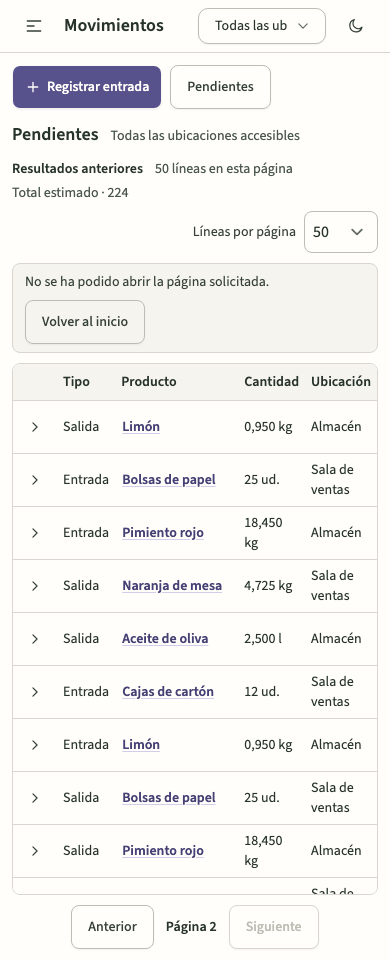 Movimientos
Todas las ub
Registrar entrada
Pendientes
Pendientes Todas las ubicaciones accesibles
Resultados anteriores 50 líneas en esta página
Total estimado · 224
Líneas por página 50
No se ha podido abrir la página solicitada.
Volver al inicio
Tipo Producto Cantidad Ubicación
Salida Limón 0,950 kg Almacén
Entrada Bolsas de papel 25 ud. Sala de
ventas
Entrada Pimiento rojo 18,450
kg Almacén
Salida Naranja de mesa 4,725 kg Sala de
ventas
Salida Aceite de oliva 2,500 l Almacén
Entrada Cajas de cartón 12 ud. Sala de
ventas
Entrada Limón 0,950 kg Almacén
Salida Bolsas de papel 25 ud. Sala de
ventas
Salida Pimiento rojo 18,450
kg Almacén
Sala de
Anterior Página 2 Siguiente